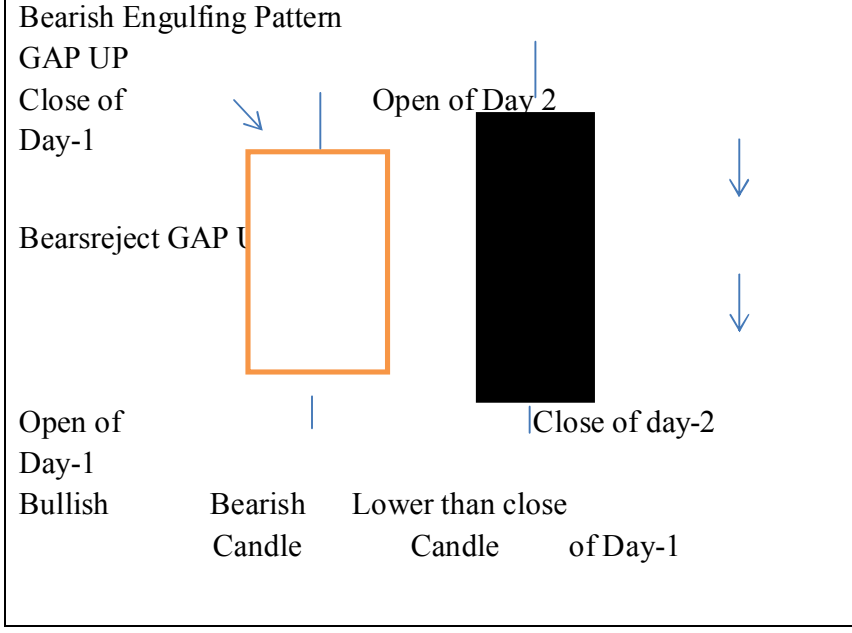 Bearish Engulfing Pattern
GAP UP
Close of Open of Day 2
Day-1
Bearsreject GAP
Open of Close of day-2
Day-1
Bullish Bearish Lower than close
Candle Candle of Day-1